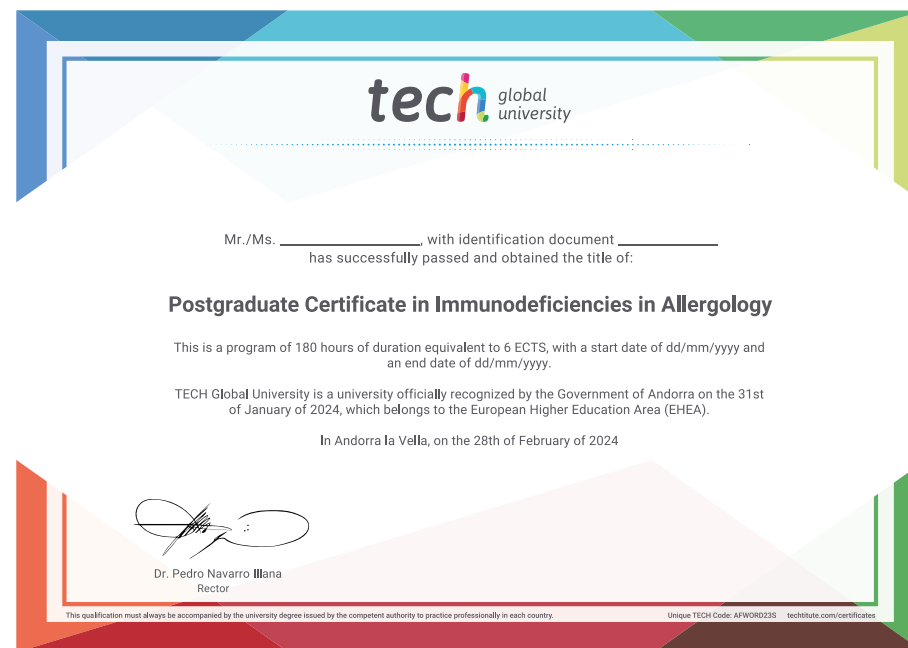 tech global university
Mr./Ms. ____________, with identification document ____________
has successfully passed and obtained the title of:
Postgraduate Certificate in Immunodeficiencies in Allergology
This is a program of 180 hours of duration equivalent to 6 ECTS, with a start date of dd/mm/yyyy and
an end date of dd/mm/yyyy.
TECH Global University is a university officially recognized by the Government of Andorra on the 31st
of January of 2024, which belongs to the European Higher Education Area (EHEA).
In Andorra la Vella, on the 28th of February of 2024
Dr. Pedro Navarro Illana
Rector
This qualification must always be accompanied by the university degree issued by the competent authority to practice professionally in each country.
Unique TECH Code: AFWORD23S techtitute.com/certificates